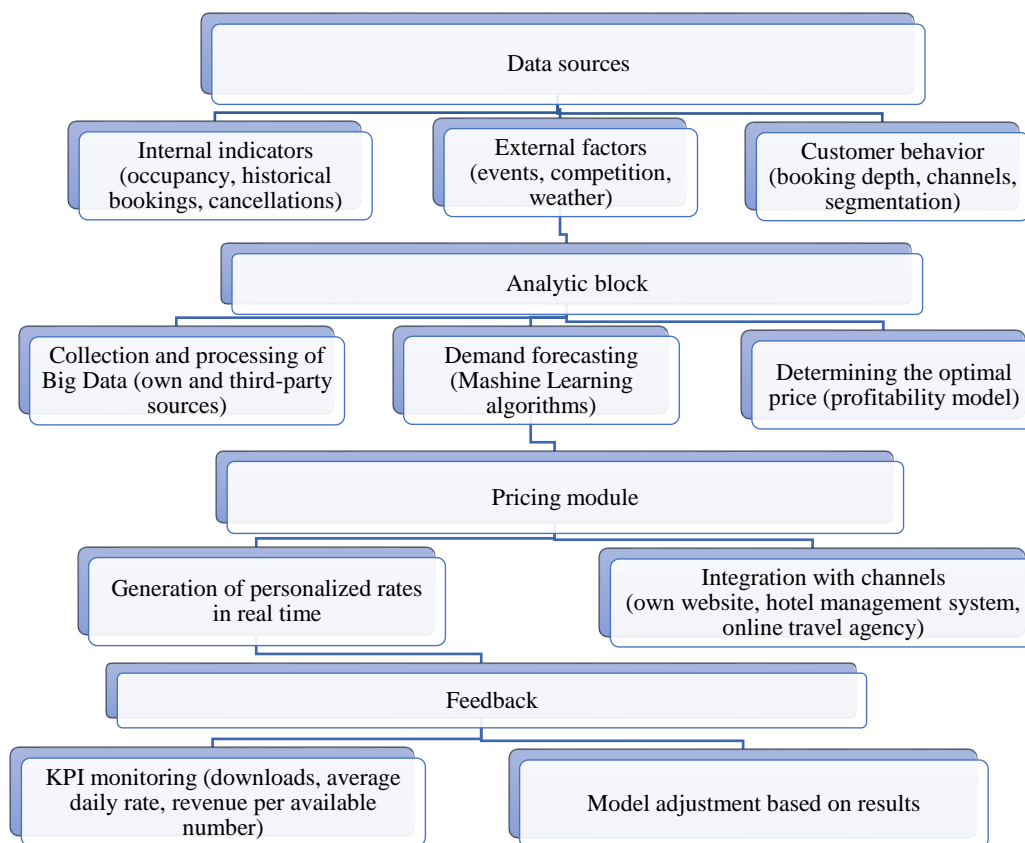 Data sources
Internal indicators
(occupancy, historical
bookings, cancellations)
External factors
(events, competition,
weather)
Customer behavior
(booking depth, channels,
segmentation)
Analytic block
Collection and processing of
Big Data (own and third-party
sources)
Demand forecasting
(Mashine Learning
algorithms)
Determining the optimal
price (profitability model)
Pricing module
Generation of personalized rates
in real time
Integration with channels
(own website, hotel management system,
online travel agency)
Feedback
KPI monitoring (downloads, average
daily rate, revenue per available
number)
Model adjustment based on results